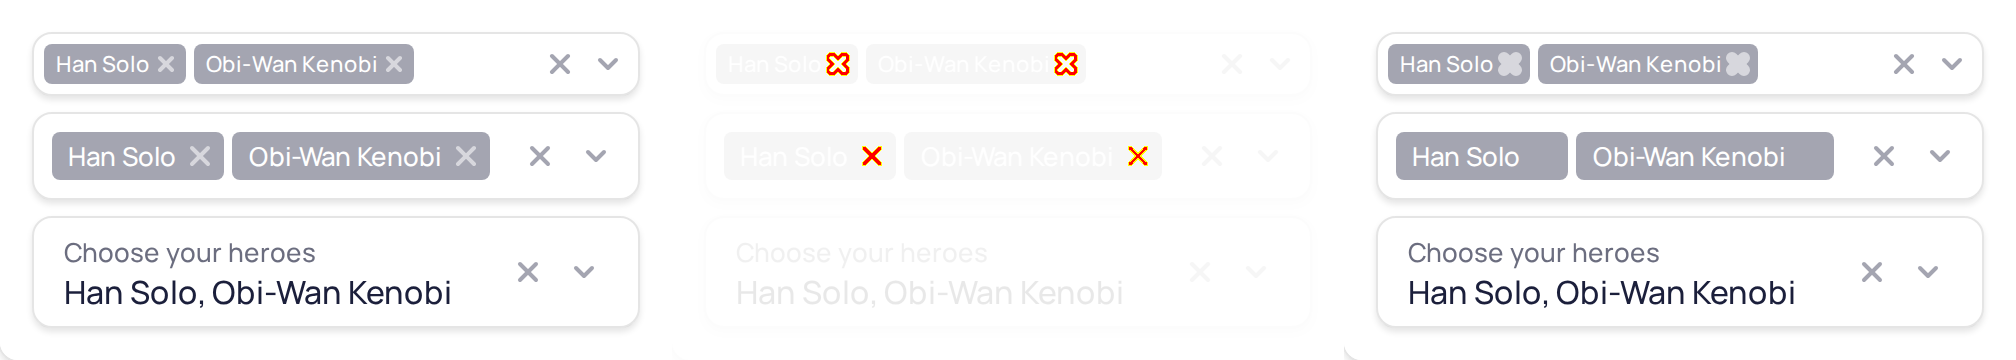 Han Solo Obi-Wan Kenobi Han Solo Obi-Wan Kenobi Han Solo Obi-Wan Kenobi
Han Solo Obi-Wan Kenobi Han Solo Obi-Wan Kenobi Han Solo Obi-Wan Kenobi
Choose your heroes Choose your heroes Choose your heroes
Han Solo, Obi-Wan Kenobi Han Solo, Obi-Wan Kenobi Han Solo, Obi-Wan Kenobi